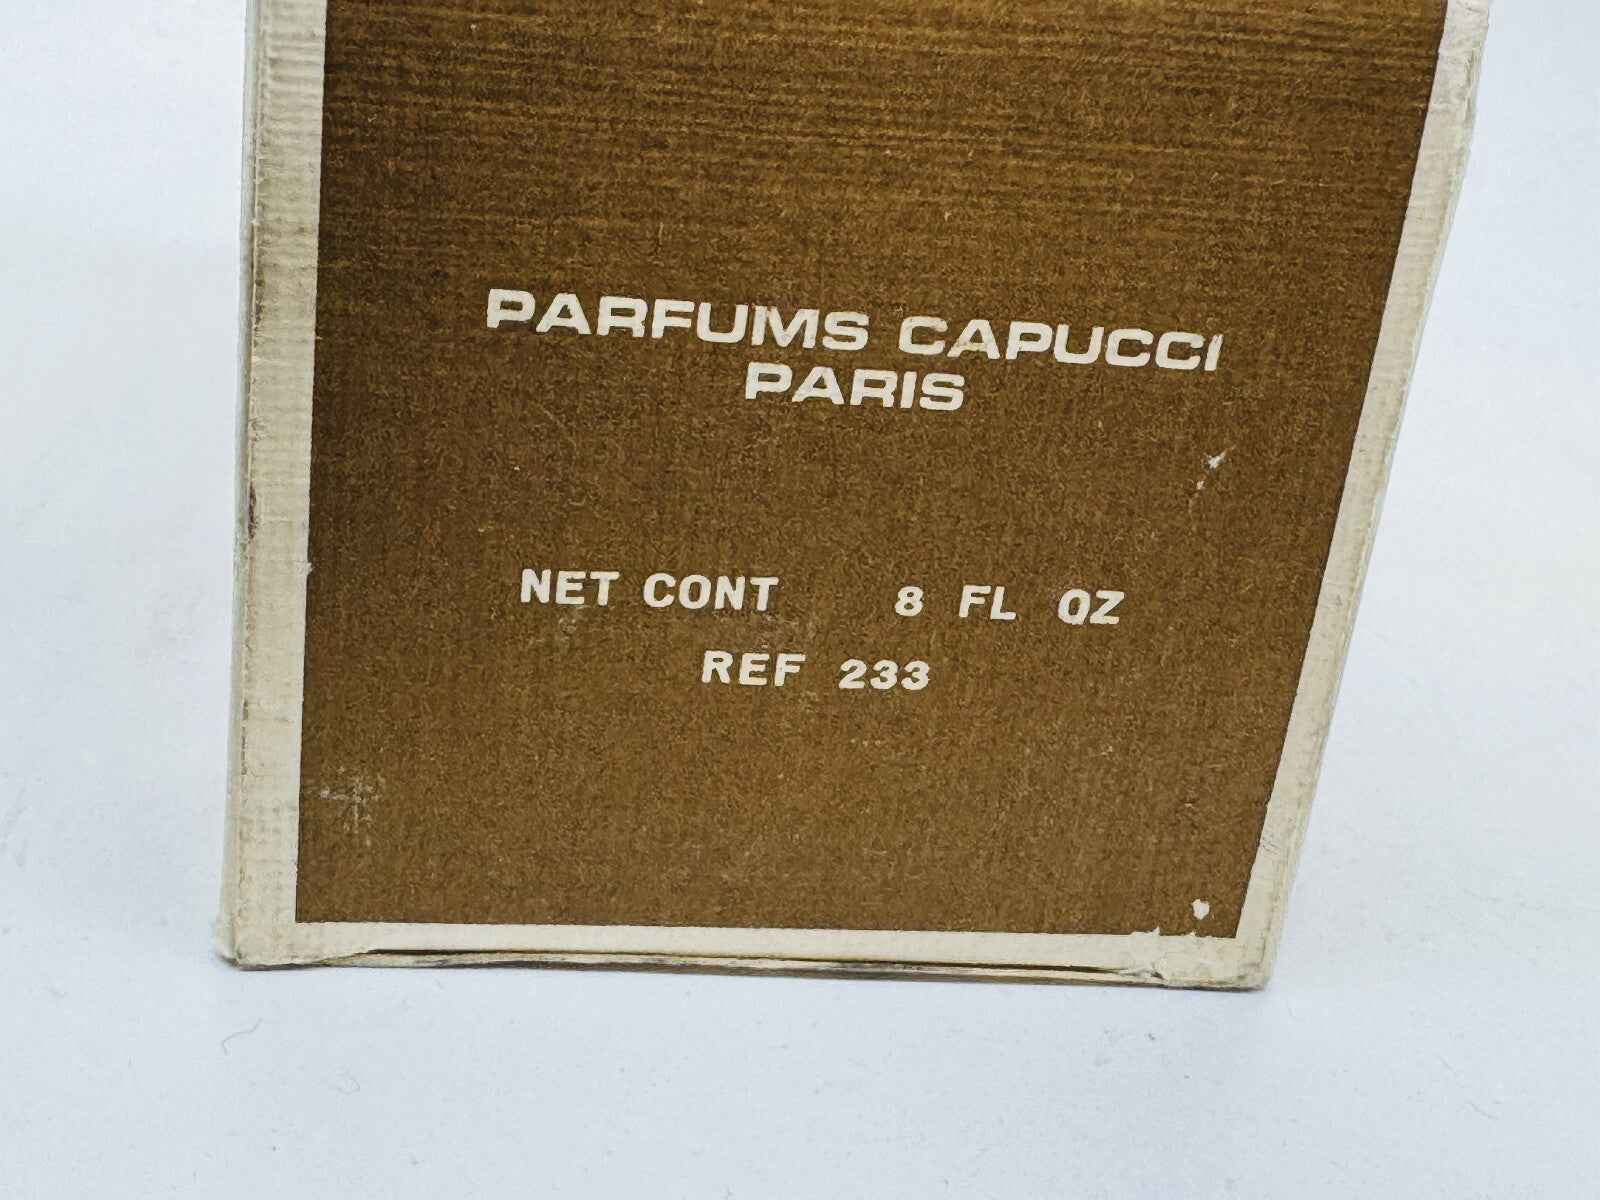 PARFUMS CAPUCCI
PARIS
NET CONT 8 FL OZ
REF 233